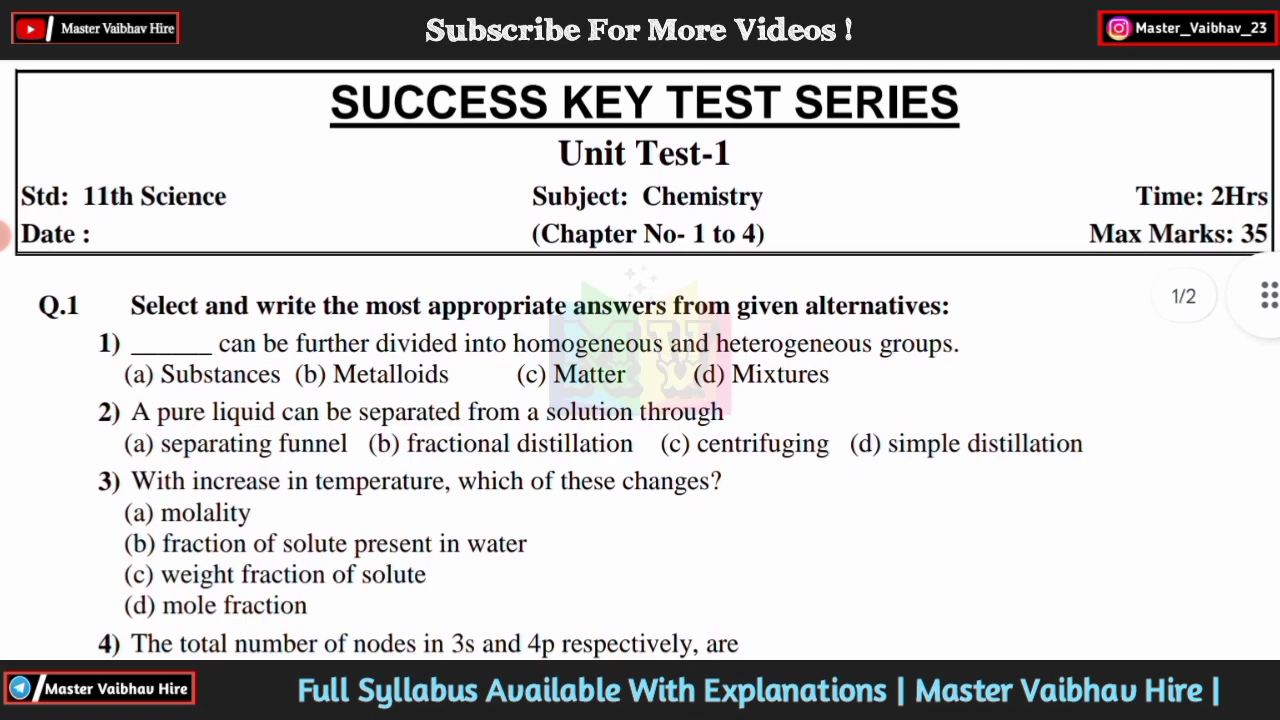 Master Vaibhav Hire
Subscribe For More Videos !
Master_Vaibhav_23
SUCCESS KEY TEST SERIES
Unit Test-1
Std: 11th Science Subject: Chemistry Time: 2Hrs
Date : (Chapter No- 1 to 4) Max Marks: 35
1/2
Q.1 Select and write the most appropriate answers from given alternatives:
1) ______ can be further divided into homogeneous and heterogeneous groups.
(a) Substances (b) Metalloids (c) Matter (d) Mixtures
2) A pure liquid can be separated from a solution through
(a) separating funnel (b) fractional distillation (c) centrifuging (d) simple distillation
3) With increase in temperature, which of these changes?
(a) molality
(b) fraction of solute present in water
(c) weight fraction of solute
(d) mole fraction
4) The total number of nodes in 3s and 4p respectively, are
Master Vaibhav Hire
Full Syllabus Available With Explanations | Master Vaibhav Hire |